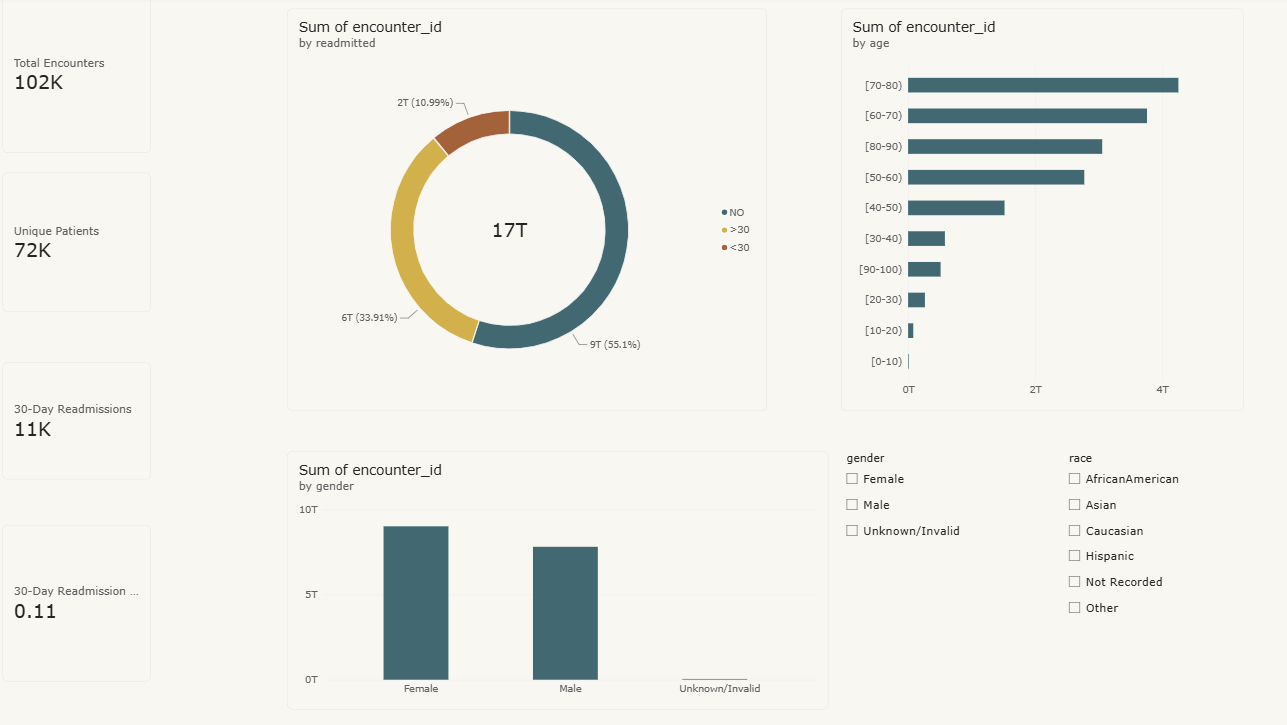 Total Encounters
102K
Unique Patients
72K
30-Day Readmissions
11K
30-Day Readmission ...
0.11
Sum of encounter_id
by readmitted
2T (10.99%)
17T
6T (33.91%)
9T (55.1%)
NO
>30
<30
Sum of encounter_id
by age
[70-80)
[60-70)
[80-90)
[50-60)
[40-50)
[30-40)
[90-100)
[20-30)
[10-20)
[0-10)
0T 2T 4T
Sum of encounter_id
by gender
10T
5T
0T
Female Male Unknown/Invalid
gender
Female
Male
Unknown/Invalid
race
AfricanAmerican
Asian
Caucasian
Hispanic
Not Recorded
Other